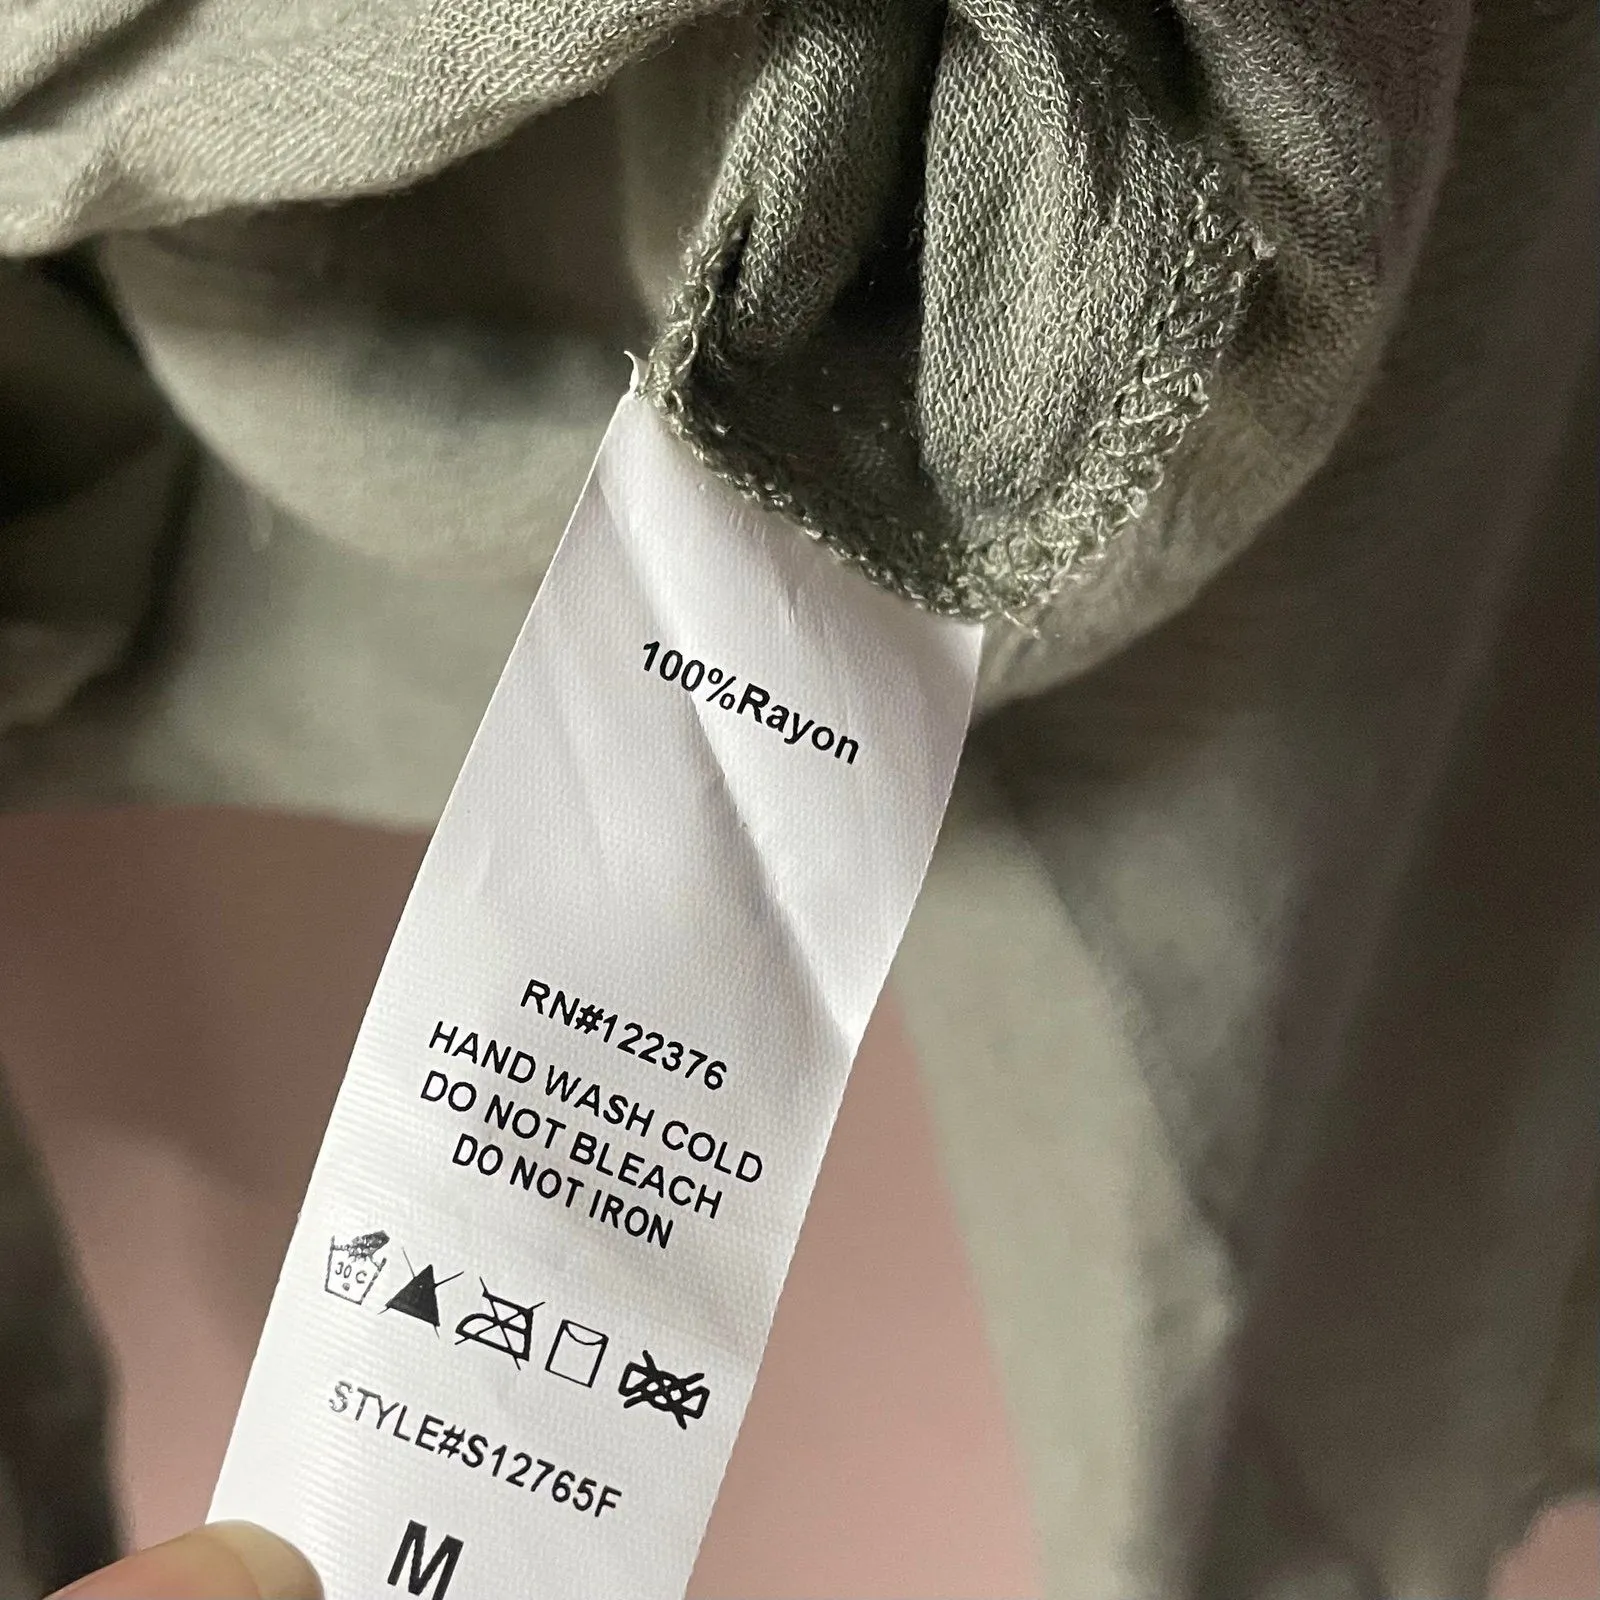 100%Rayon
RN#122376
HAND WASH COLD
DO NOT BLEACH
DO NOT IRON
30 C
STYLE#S12765F
M